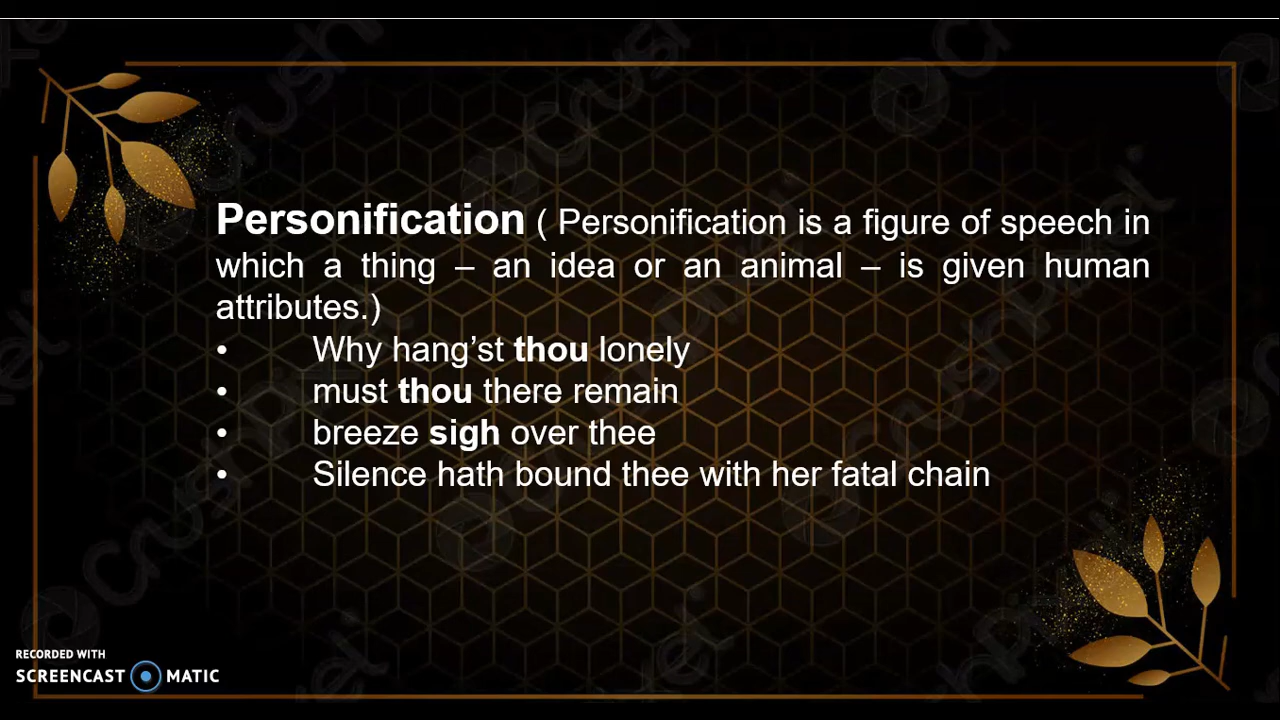 Personification ( Personification is a figure of speech in
which a thing – an idea or an animal – is given human
attributes.)
• Why hang’st thou lonely
• must thou there remain
• breeze sigh over thee
• Silence hath bound thee with her fatal chain
RECORDED WITH
SCREENCAST MATIC